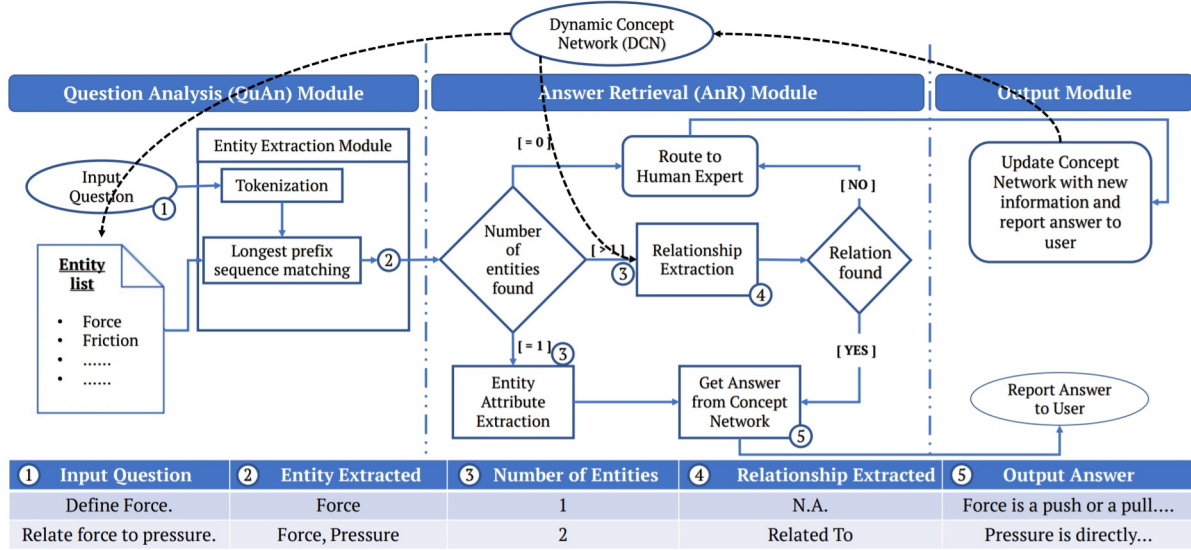 Dynamic Concept
Network (DCN)
Question Analysis (QuAn) Module
Answer Retrieval (AnR) Module
Output Module
Input
Question
1
Entity Extraction Module
Tokenization
Longest prefix
sequence matching
2
Entity
list
• Force
• Friction
• ......
• ......
Number
of
entities
found
[ = 0 ]
[ > 1 ]
3
[ = 1 ]
3
Route to
Human Expert
Relationship
Extraction
4
Relation
found
[ NO ]
[ YES ]
Entity
Attribute
Extraction
Get Answer
from Concept
Network
5
Update Concept
Network with new
information and
report answer to
user
Report Answer
to User
1 Input Question 2 Entity Extracted 3 Number of Entities 4 Relationship Extracted 5 Output Answer
Define Force. Force 1 N.A. Force is a push or a pull....
Relate force to pressure. Force, Pressure 2 Related To Pressure is directly...